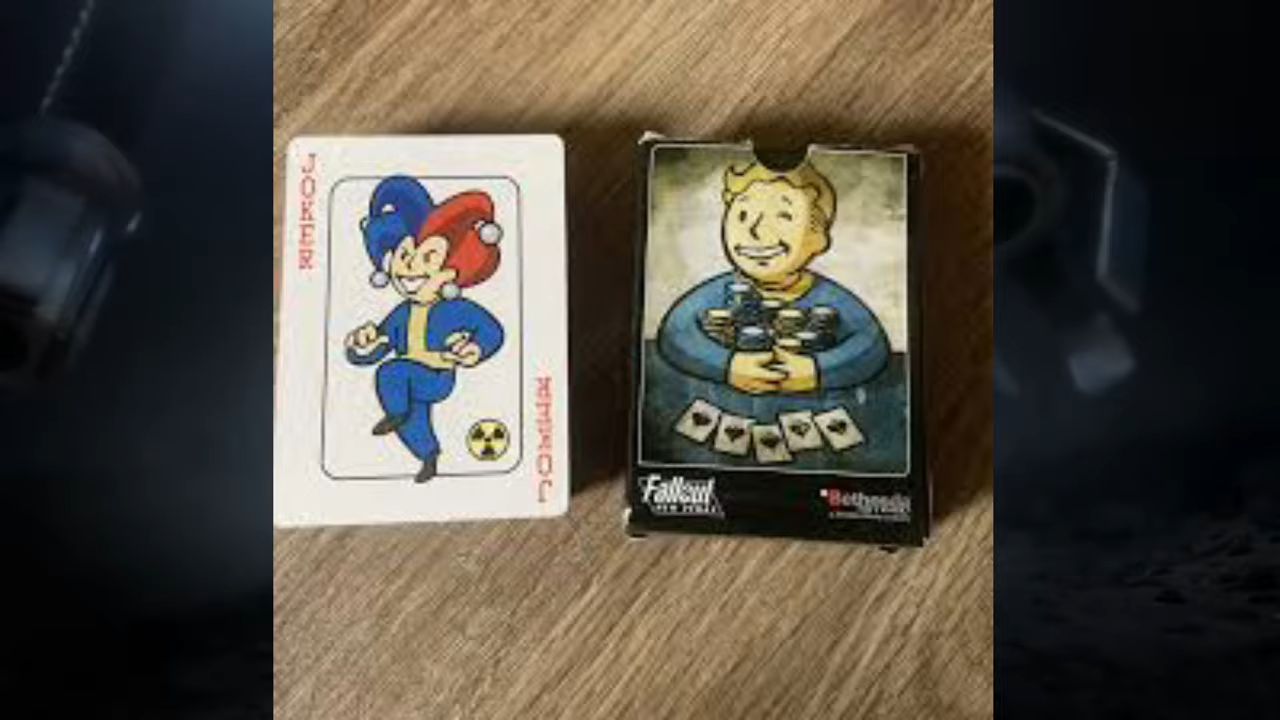 JOKER
JOKER
Fallout
NEW VEGAS
Bethesda